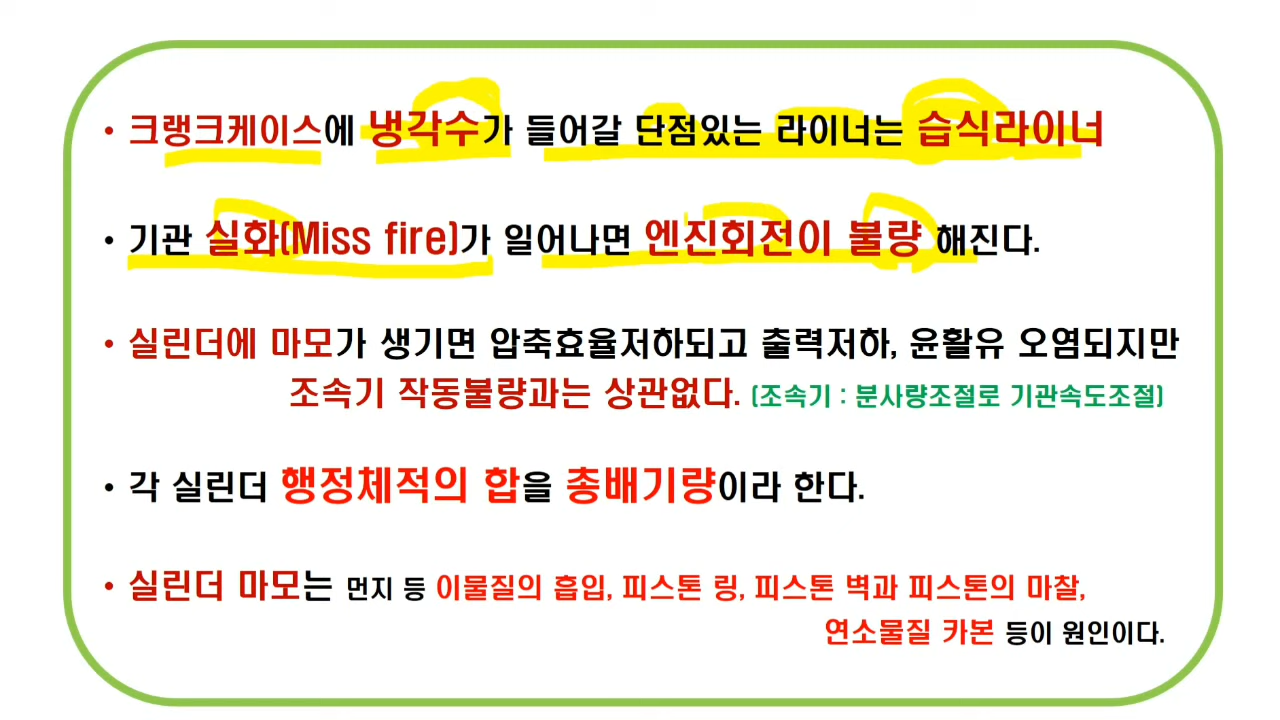 • 크랭크케이스에 냉각수가 들어갈 단점있는 라이너는 습식라이너
• 기관 실화(Miss fire)가 일어나면 엔진회전이 불량 해진다.
• 실린더에 마모가 생기면 압축효율저하되고 출력저하, 윤활유 오염되지만
조속기 작동불량과는 상관없다. (조속기 : 분사량조절로 기관속도조절)
• 각 실린더 행정체적의 합을 총배기량이라 한다.
• 실린더 마모는 먼지 등 이물질의 흡입, 피스톤 링, 피스톤 벽과 피스톤의 마찰,
연소물질 카본 등이 원인이다.